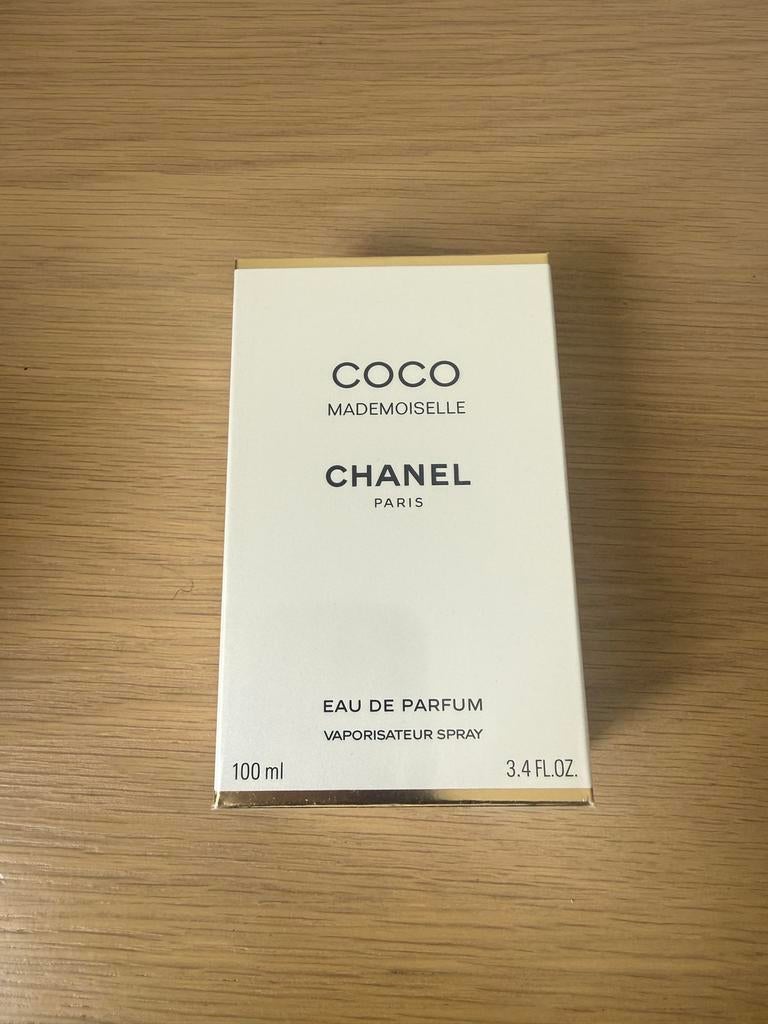 COCO
MADEMOISELLE
CHANEL
PARIS
EAU DE PARFUM
VAPORISATEUR SPRAY
100 ml 3.4 FL.OZ.